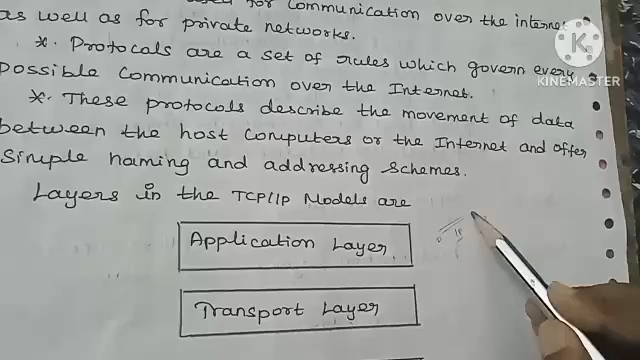 used for communication over the internet
as well as for private networks.
*. Protocals are a set of rules which govern every
possible communication over the Internet.
*. These protocols describe the movement of data
between the host computers or the Internet and offer
simple naming and addressing schemes.
Layers in the TCP/IP Models are
Application Layer
Transport Layer
KINEMASTER